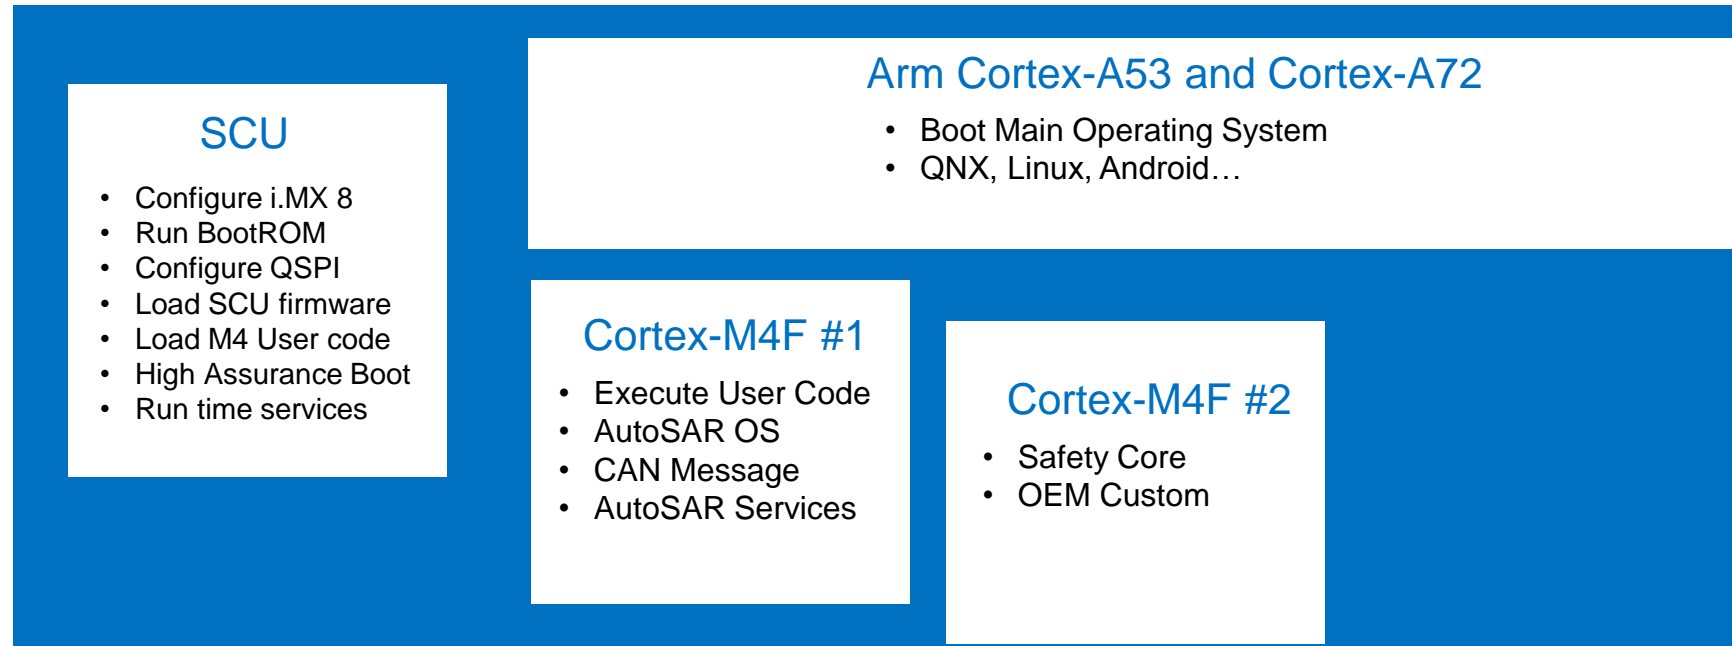 SCU
• Configure i.MX 8
• Run BootROM
• Configure QSPI
• Load SCU firmware
• Load M4 User code
• High Assurance Boot
• Run time services
Arm Cortex-A53 and Cortex-A72
• Boot Main Operating System
• QNX, Linux, Android…
Cortex-M4F #1
• Execute User Code
• AutoSAR OS
• CAN Message
• AutoSAR Services
Cortex-M4F #2
• Safety Core
• OEM Custom